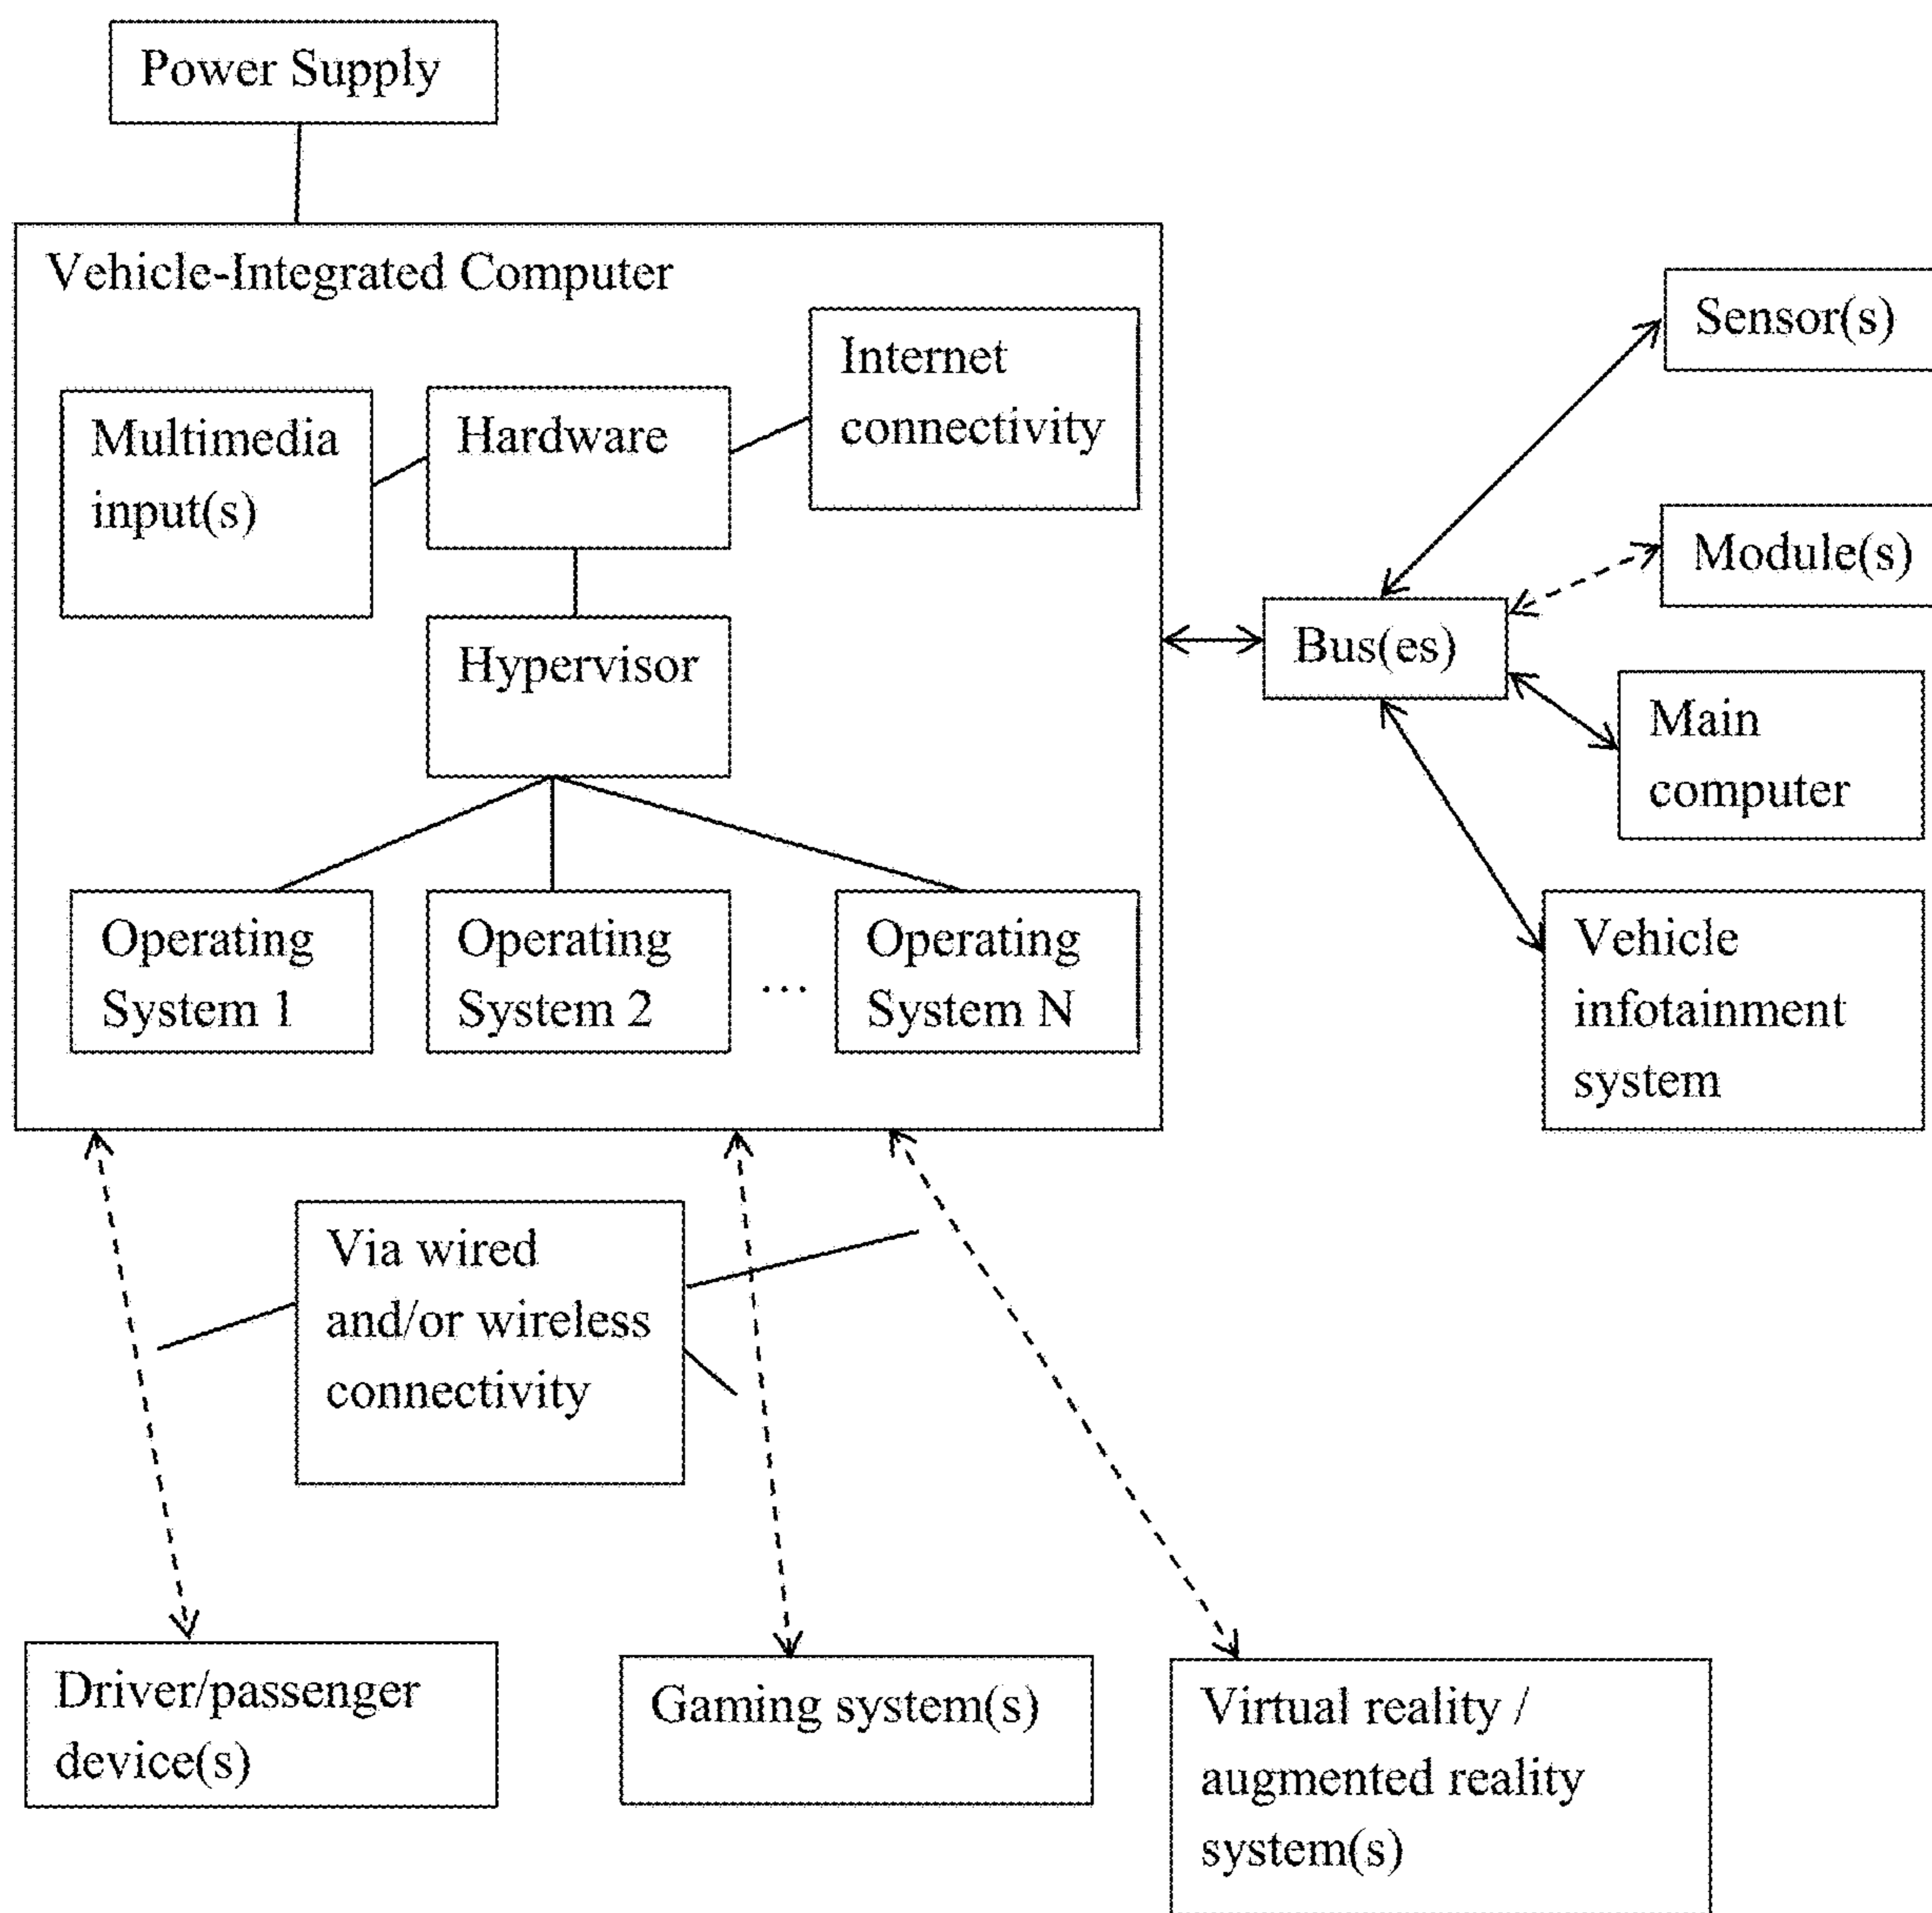 Power Supply
Vehicle-Integrated Computer
Multimedia
input(s)
Hardware
Internet
connectivity
Hypervisor
Operating
System 1
Operating
System 2
...
Operating
System N
Bus(es)
Sensor(s)
Module(s)
Main
computer
Vehicle
infotainment
system
Via wired
and/or wireless
connectivity
Driver/passenger
device(s)
Gaming system(s)
Virtual reality /
augmented reality
system(s)